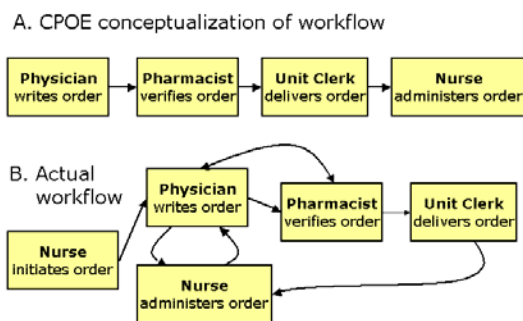 A. CPOE conceptualization of workflow
Physician
writes order
Pharmacist
verifies order
Unit Clerk
delivers order
Nurse
administers order
B. Actual
workflow
Physician
writes order
Pharmacist
verifies order
Unit Clerk
delivers order
Nurse
initiates order
Nurse
administers order